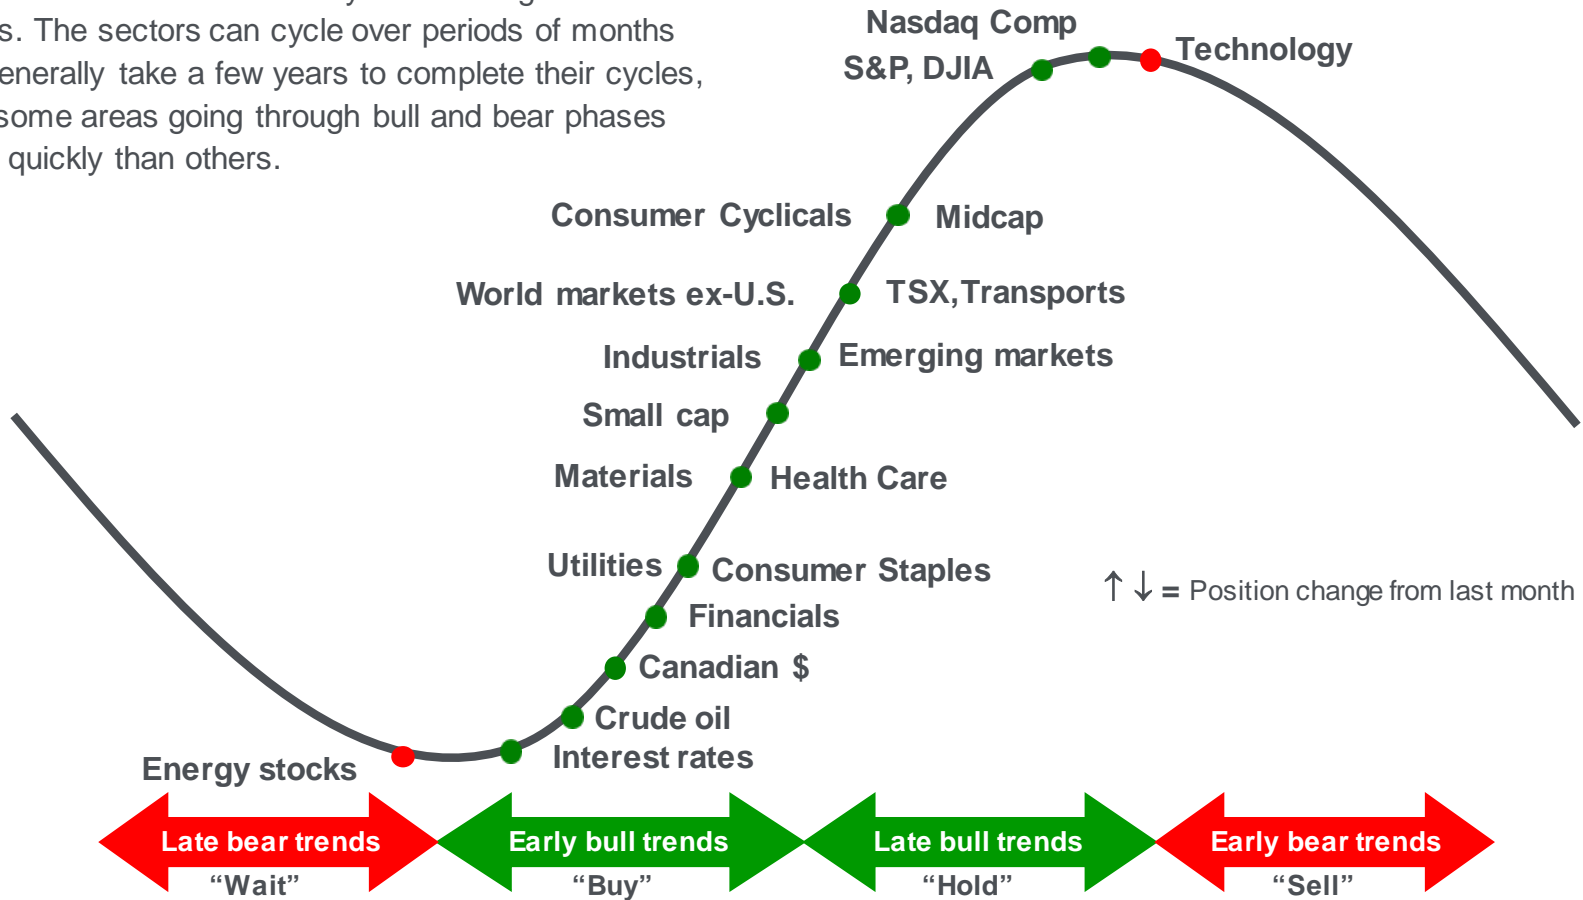 s. The sectors can cycle over periods of months
enerally take a few years to complete their cycles,
some areas going through bull and bear phases
quickly than others.
Nasdaq Comp
Technology
S&P, DJIA
Consumer Cyclicals
Midcap
World markets ex-U.S.
TSX,Transports
Industrials
Emerging markets
Small cap
Materials
Health Care
Utilities
Consumer Staples
↑ ↓ = Position change from last month
Financials
Canadian $
Crude oil
Interest rates
Energy stocks
Late bear trends
Early bull trends
Late bull trends
Early bear trends
“Wait”
“Buy”
“Hold”
“Sell”